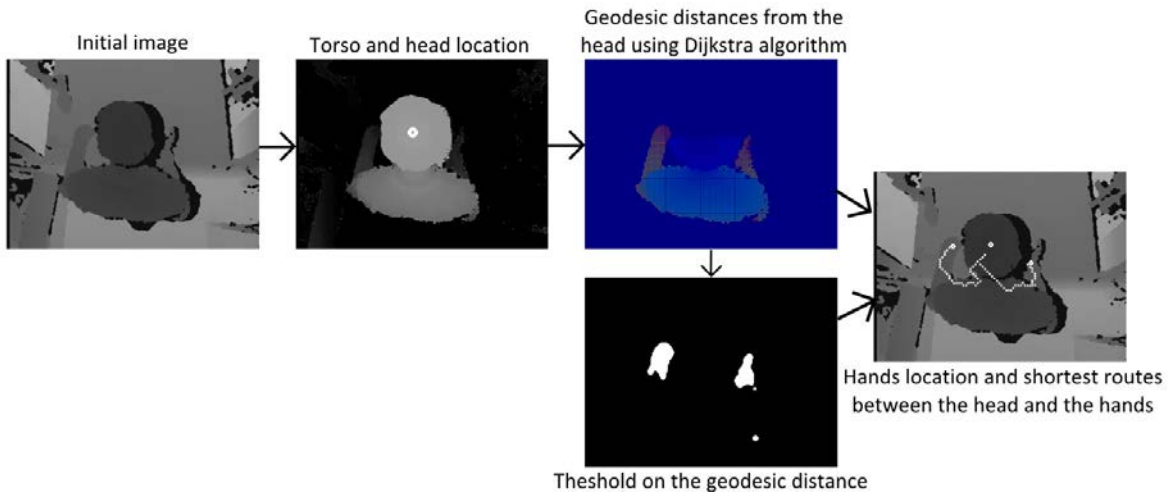 Initial image
Torso and head location
Geodesic distances from the
head using Dijkstra algorithm
Hands location and shortest routes
between the head and the hands
Threshold on the geodesic distance